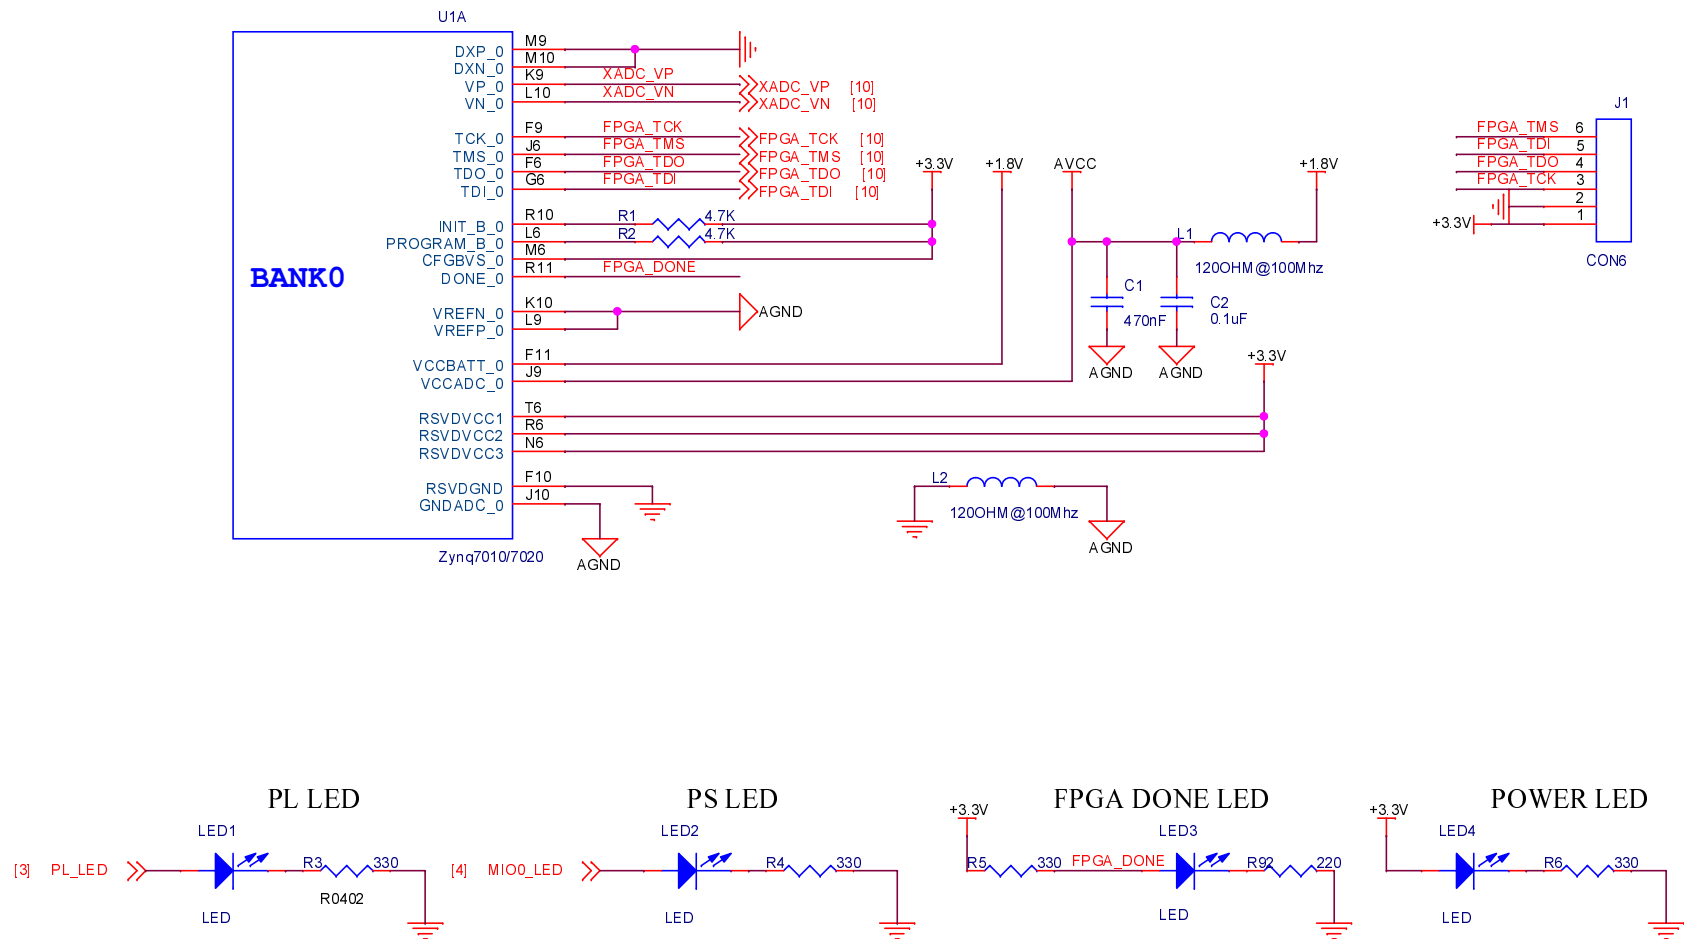 U1A
BANK0
DXP_0 M9
DXN_0 M10
VP_0 K9 XADC_VP XADC_VP [10]
VN_0 L10 XADC_VN XADC_VN [10]
TCK_0 F9 FPGA_TCK FPGA_TCK [10]
TMS_0 J6 FPGA_TMS FPGA_TMS [10]
TDO_0 F6 FPGA_TDO FPGA_TDO [10]
TDI_0 G6 FPGA_TDI FPGA_TDI [10]
INIT_B_0 R10 R1 4.7K
PROGRAM_B_0 L6 R2 4.7K
CFGBVS_0 M6
DONE_0 R11 FPGA_DONE
VREFN_0 K10 AGND
VREFP_0 L9
VCCBATT_0 F11
VCCADC_0 J9
RSVDVCC1 T6
RSVDVCC2 R6
RSVDVCC3 N6
RSVDGND F10
GNDADC_0 J10
AGND
Zynq7010/7020
+3.3V +1.8V AVCC +1.8V
L1
120OHM@100Mhz
C1
470nF
C2
0.1uF
AGND AGND
+3.3V
L2
120OHM@100Mhz
AGND
J1
FPGA_TMS 6
FPGA_TDI 5
FPGA_TDO 4
FPGA_TCK 3
2
+3.3V 1
CON6
PL LED
LED1
[3] PL_LED R3 330
R0402
LED
PS LED
LED2
[4] MIO0_LED R4 330
LED
FPGA DONE LED
+3.3V
LED3
R5 330 FPGA_DONE R92 220
LED
POWER LED
+3.3V
LED4
R6 330
LED